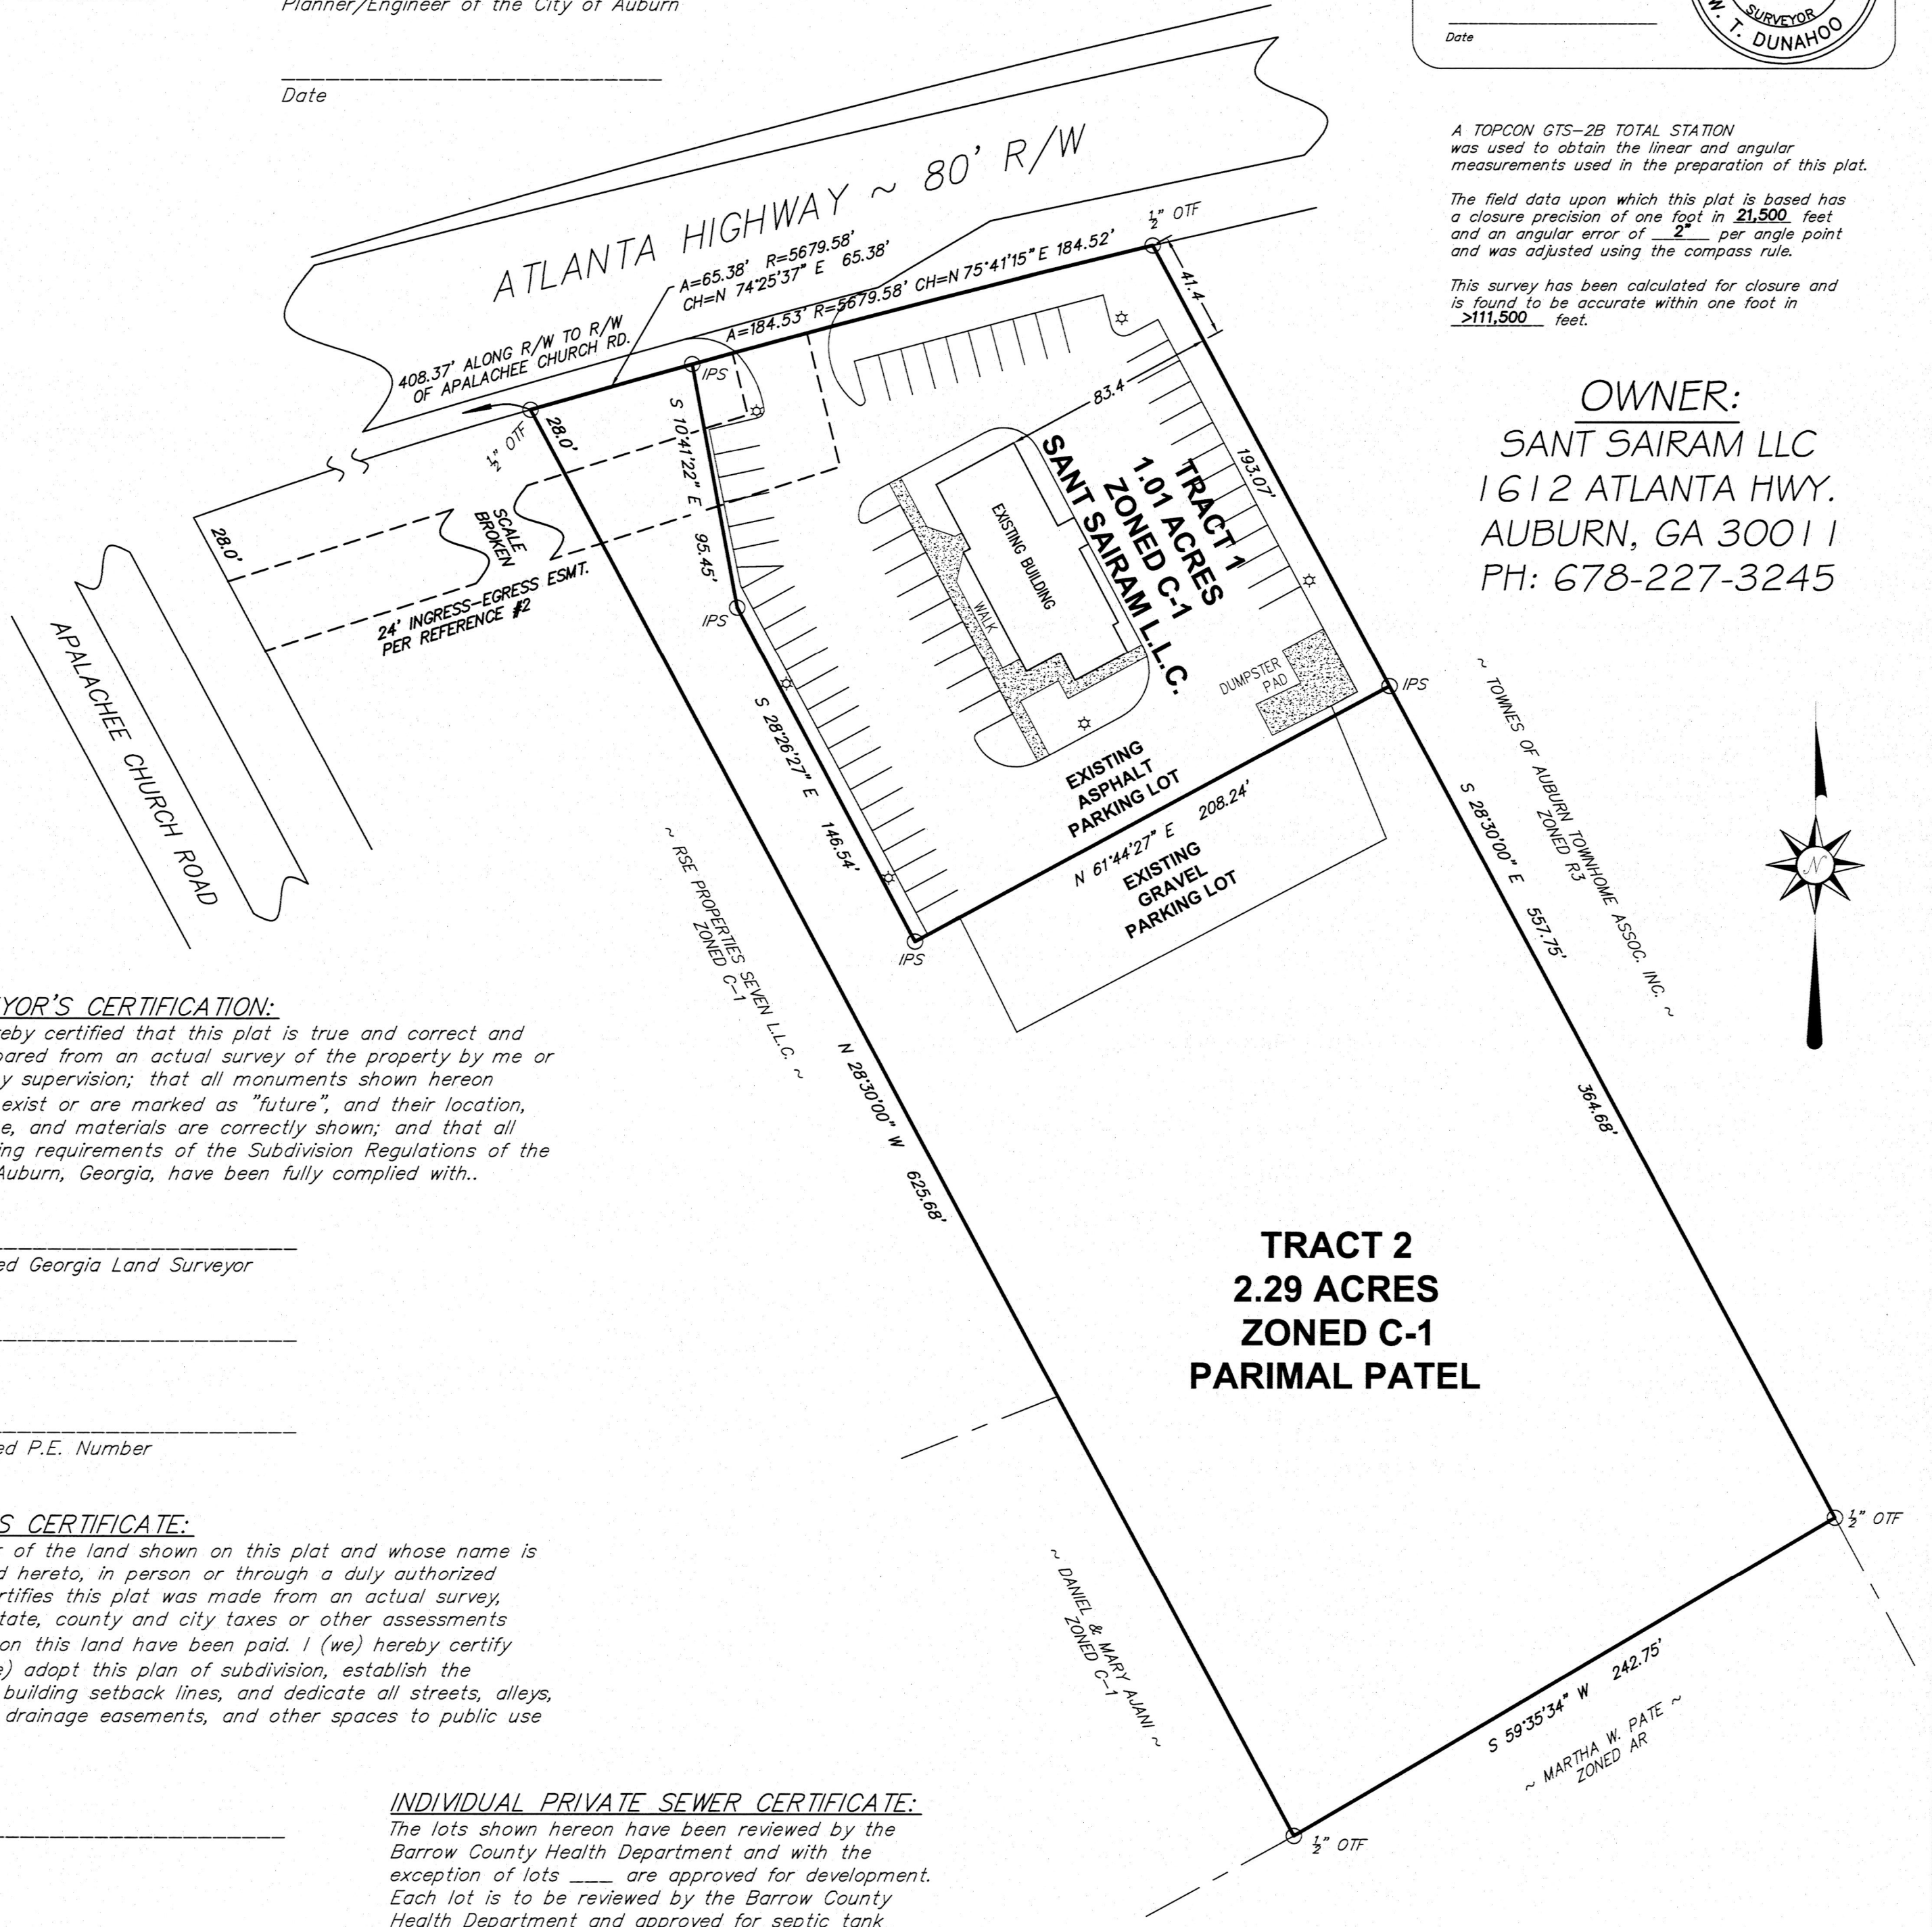 Planner/Engineer of the City of Auburn
Date
Date
SURVEYOR
W. T. DUNAHOO
A TOPCON GTS-2B TOTAL STATION
was used to obtain the linear and angular
measurements used in the preparation of this plat.
The field data upon which this plat is based has
a closure precision of one foot in 21,500 feet
and an angular error of 2" per angle point
and was adjusted using the compass rule.
This survey has been calculated for closure and
is found to be accurate within one foot in
>111,500 feet.
OWNER:
SANT SAIRAM LLC
1612 ATLANTA HWY.
AUBURN, GA 30011
PH: 678-227-3245
ATLANTA HIGHWAY ~ 80' R/W
A=65.38' R=5679.58'
CH=N 74°25'37" E 65.38'
A=184.53' R=5679.58' CH=N 75°41'15" E 184.52'
½" OTF
408.37' ALONG R/W TO R/W
OF APALACHEE CHURCH RD.
IPS
½" OTF
28.0'
28.0'
41.4
83.4
193.07'
S 10°41'22" E 95.45'
SCALE
BROKEN
24' INGRESS-EGRESS ESMT.
PER REFERENCE #2
APALACHEE CHURCH ROAD
IPS
TRACT 1
1.01 ACRES
ZONED C-1
SANT SAIRAM L.L.C.
EXISTING BUILDING
WALK
DUMPSTER
PAD
IPS
S 28°26'27" E 146.54'
EXISTING
ASPHALT
PARKING LOT
N 61°44'27" E 208.24'
EXISTING
GRAVEL
PARKING LOT
IPS
~ TOWNES OF AUBURN TOWNHOME ASSOC. INC. ~
ZONED R3
S 28°30'00" E 557.75'
364.68'
N
~ RSE PROPERTIES SEVEN L.L.C. ~
ZONED C-1
N 28°30'00" W 625.68'
TRACT 2
2.29 ACRES
ZONED C-1
PARIMAL PATEL
½" OTF
~ DANIEL & MARY AJANI ~
ZONED C-1
S 59°35'34" W 242.75'
~ MARTHA W. PATE ~
ZONED AR
½" OTF
YOR'S CERTIFICATION:
eby certified that this plat is true and correct and
pared from an actual survey of the property by me or
y supervision; that all monuments shown hereon
exist or are marked as "future", and their location,
e, and materials are correctly shown; and that all
ing requirements of the Subdivision Regulations of the
Auburn, Georgia, have been fully complied with..
ed Georgia Land Surveyor
ed P.E. Number
S CERTIFICATE:
r of the land shown on this plat and whose name is
d hereto, in person or through a duly authorized
rtifies this plat was made from an actual survey,
tate, county and city taxes or other assessments
on this land have been paid. I (we) hereby certify
e) adopt this plan of subdivision, establish the
building setback lines, and dedicate all streets, alleys,
drainage easements, and other spaces to public use
INDIVIDUAL PRIVATE SEWER CERTIFICATE:
The lots shown hereon have been reviewed by the
Barrow County Health Department and with the
exception of lots ____ are approved for development.
Each lot is to be reviewed by the Barrow County
Health Department and approved for septic tank